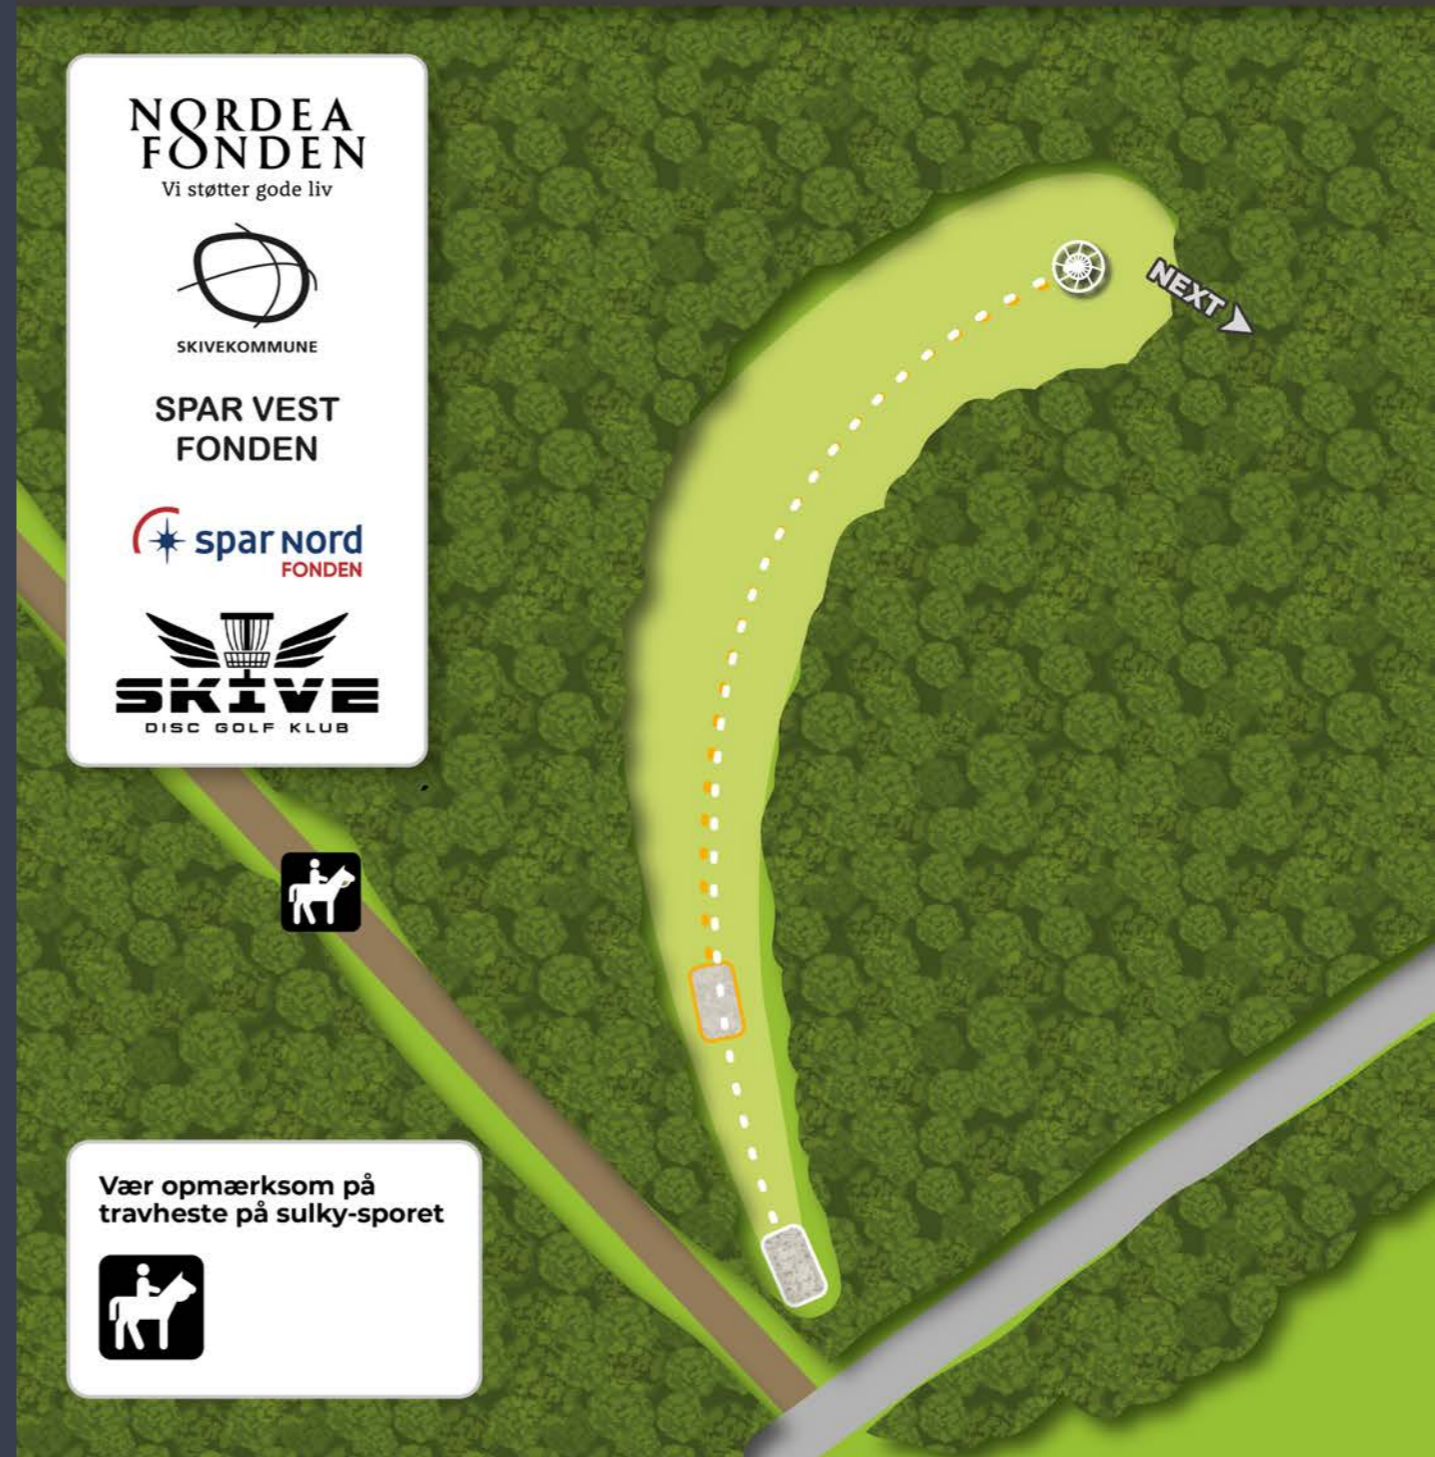 NORDEA
FONDEN
Vi støtter gode liv
SKIVEKOMMUNE
SPAR VEST
FONDEN
spar nord
FONDEN
SKIVE
DISC GOLF KLUB
NEXT
Vær opmærksom på
travheste på sulky-sporet